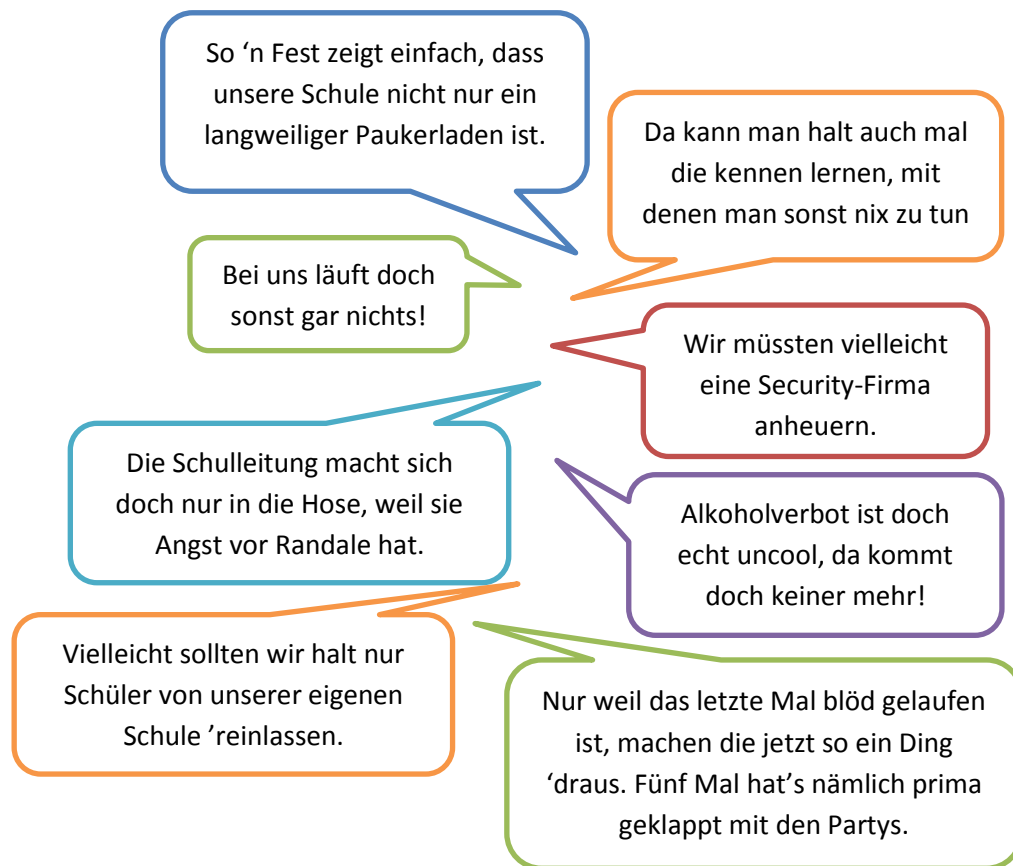 So ‘n Fest zeigt einfach, dass
unsere Schule nicht nur ein
langweiliger Paukerladen ist.
Da kann man halt auch mal
die kennen lernen, mit
denen man sonst nix zu tun
Bei uns läuft doch
sonst gar nichts!
Wir müssten vielleicht
eine Security-Firma
anheuern.
Die Schulleitung macht sich
doch nur in die Hose, weil sie
Angst vor Randale hat.
Alkoholverbot ist doch
echt uncool, da kommt
doch keiner mehr!
Vielleicht sollten wir halt nur
Schüler von unserer eigenen
Schule ’reinlassen.
Nur weil das letzte Mal blöd gelaufen
ist, machen die jetzt so ein Ding
‘draus. Fünf Mal hat’s nämlich prima
geklappt mit den Partys.